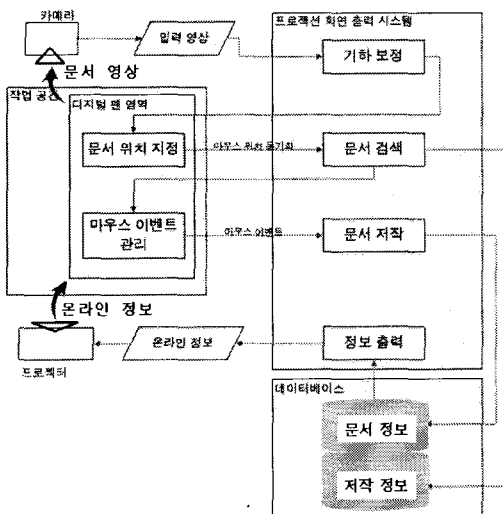 카메라
입력 영상
프로젝션 화면 출력 시스템
기하 보정
문서 영상
작업 공간
디지털 펜 영역
문서 위치 지정
마우스 위치 동기화
문서 검색
마우스 이벤트
관리
마우스 이벤트
문서 저작
온라인 정보
프로젝터
온라인 정보
정보 출력
데이터베이스
문서 정보
저작 정보